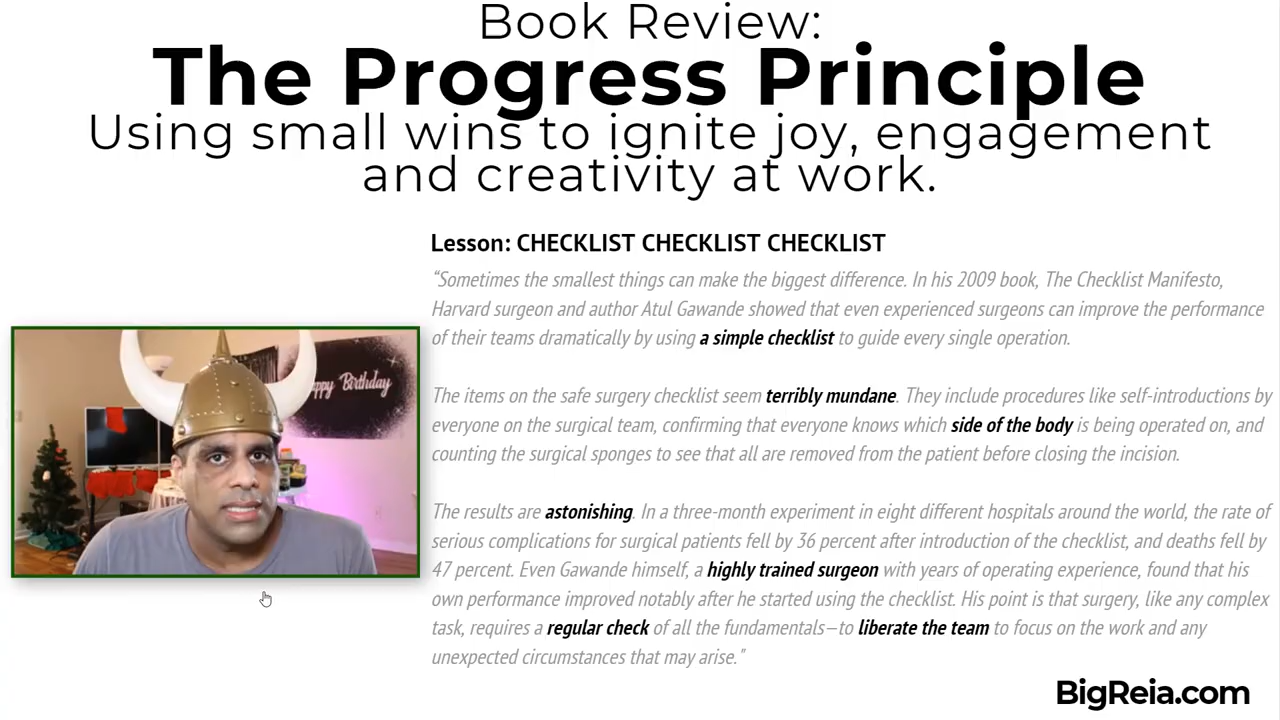 Book Review:
The Progress Principle
Using small wins to ignite joy, engagement
and creativity at work.
Lesson: CHECKLIST CHECKLIST CHECKLIST
“Sometimes the smallest things can make the biggest difference. In his 2009 book, The Checklist Manifesto,
Harvard surgeon and author Atul Gawande showed that even experienced surgeons can improve the performance
of their teams dramatically by using a simple checklist to guide every single operation.
The items on the safe surgery checklist seem terribly mundane. They include procedures like self-introductions by
everyone on the surgical team, confirming that everyone knows which side of the body is being operated on, and
counting the surgical sponges to see that all are removed from the patient before closing the incision.
The results are astonishing. In a three-month experiment in eight different hospitals around the world, the rate of
serious complications for surgical patients fell by 36 percent after introduction of the checklist, and deaths fell by
47 percent. Even Gawande himself, a highly trained surgeon with years of operating experience, found that his
own performance improved notably after he started using the checklist. His point is that surgery, like any complex
task, requires a regular check of all the fundamentals—to liberate the team to focus on the work and any
unexpected circumstances that may arise."
ppy Birthday
BigReia.com